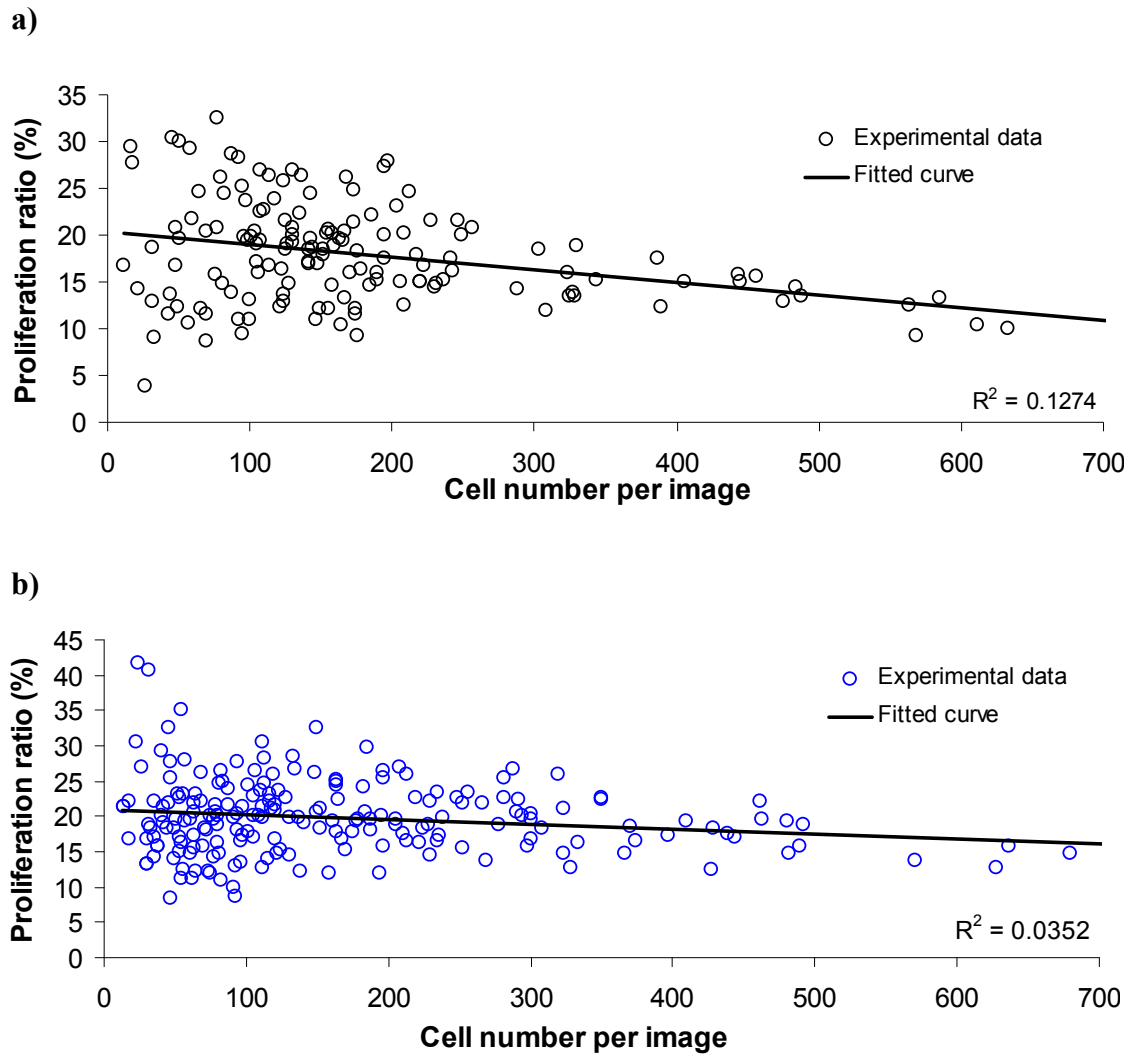 a)
35
30
25
20
15
10
5
0
Proliferation ratio (%)
Experimental data
Fitted curve
R² = 0.1274
0 100 200 300 400 500 600 700
Cell number per image
b)
45
40
35
30
25
20
15
10
5
0
Proliferation ratio (%)
Experimental data
Fitted curve
R² = 0.0352
0 100 200 300 400 500 600 700
Cell number per image